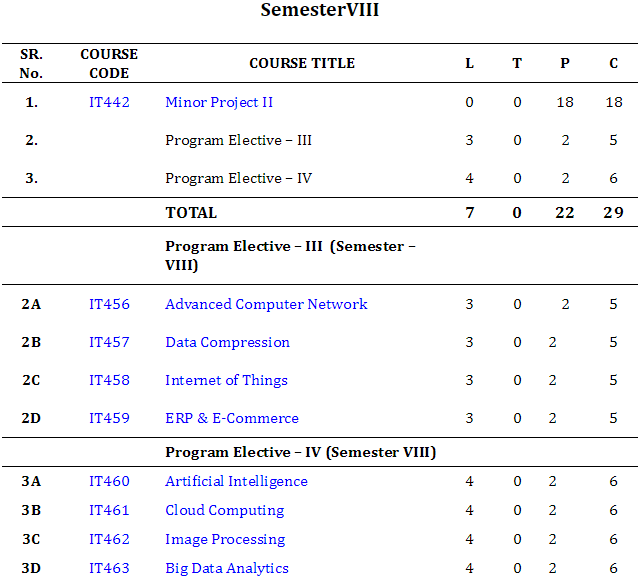 SemesterVIII
SR. No. COURSE CODE COURSE TITLE L T P C
1. IT442 Minor Project II 0 0 18 18
2. Program Elective – III 3 0 2 5
3. Program Elective – IV 4 0 2 6
TOTAL 7 0 22 29
Program Elective – III (Semester –
VIII)
2A IT456 Advanced Computer Network 3 0 2 5
2B IT457 Data Compression 3 0 2 5
2C IT458 Internet of Things 3 0 2 5
2D IT459 ERP & E-Commerce 3 0 2 5
Program Elective – IV (Semester VIII)
3A IT460 Artificial Intelligence 4 0 2 6
3B IT461 Cloud Computing 4 0 2 6
3C IT462 Image Processing 4 0 2 6
3D IT463 Big Data Analytics 4 0 2 6